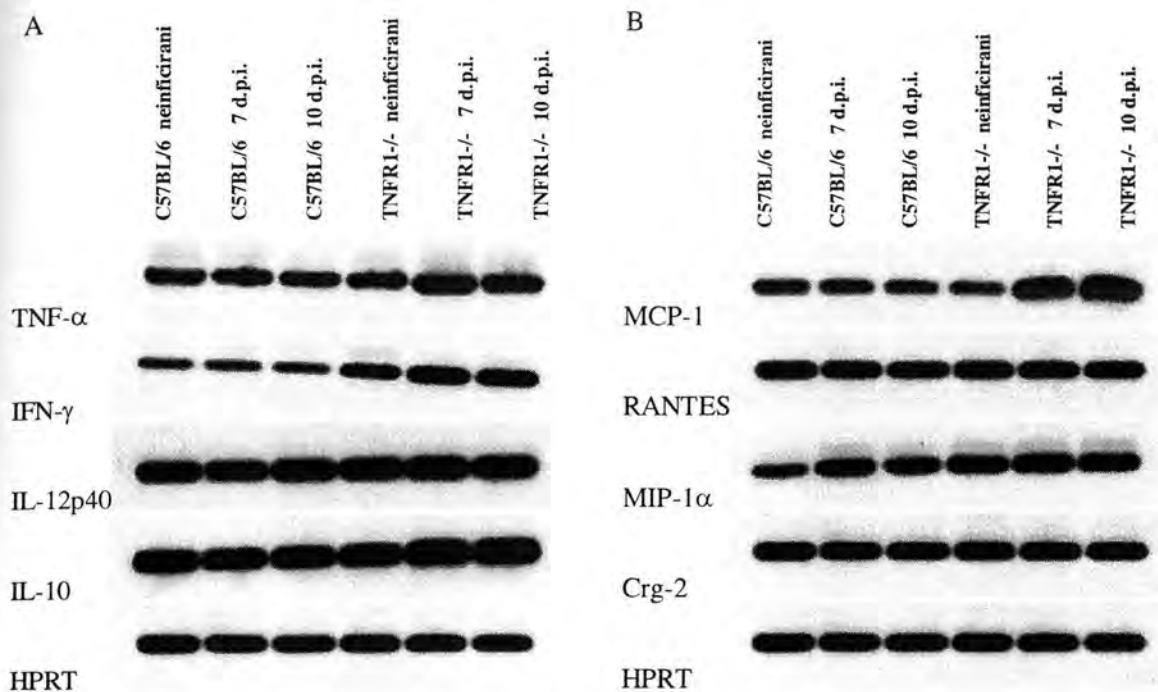 A
C57BL/6 neinficirani
C57BL/6 7 d.p.i.
C57BL/6 10 d.p.i.
TNFR1-/- neinficirani
TNFR1-/- 7 d.p.i.
TNFR1-/- 10 d.p.i.
TNF-α
IFN-γ
IL-12p40
IL-10
HPRT
B
C57BL/6 neinficirani
C57BL/6 7 d.p.i.
C57BL/6 10 d.p.i.
TNFR1-/- neinficirani
TNFR1-/- 7 d.p.i.
TNFR1-/- 10 d.p.i.
MCP-1
RANTES
MIP-1α
Crg-2
HPRT